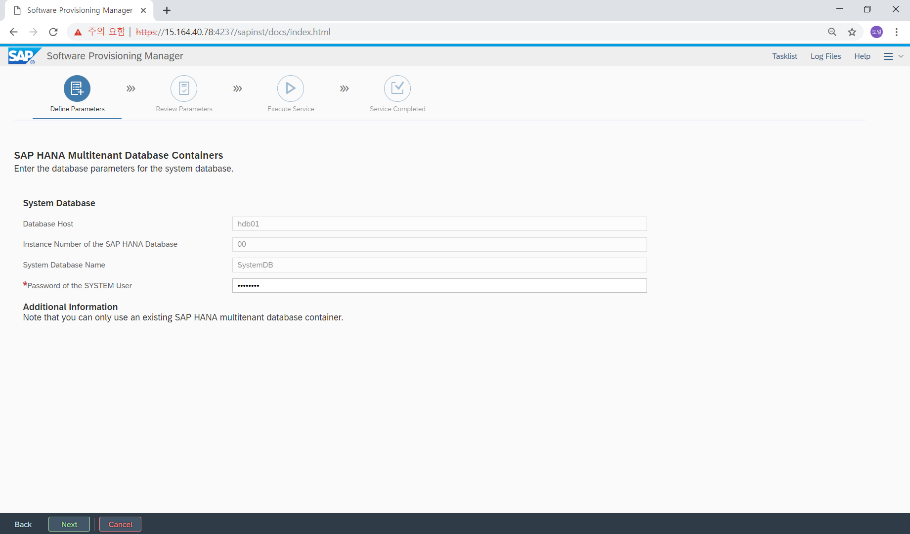 Software Provisioning Manager
주의 요함 | https://15.164.40.78:4237/sapinst/docs/index.html
SAP Software Provisioning Manager Tasklist Log Files Help
Define Parameters Review Parameters Execute Service Service Completed
SAP HANA Multitenant Database Containers
Enter the database parameters for the system database.
System Database
Database Host hdb01
Instance Number of the SAP HANA Database 00
System Database Name SystemDB
*Password of the SYSTEM User ••••••••
Additional Information
Note that you can only use an existing SAP HANA multitenant database container.
Back Next Cancel